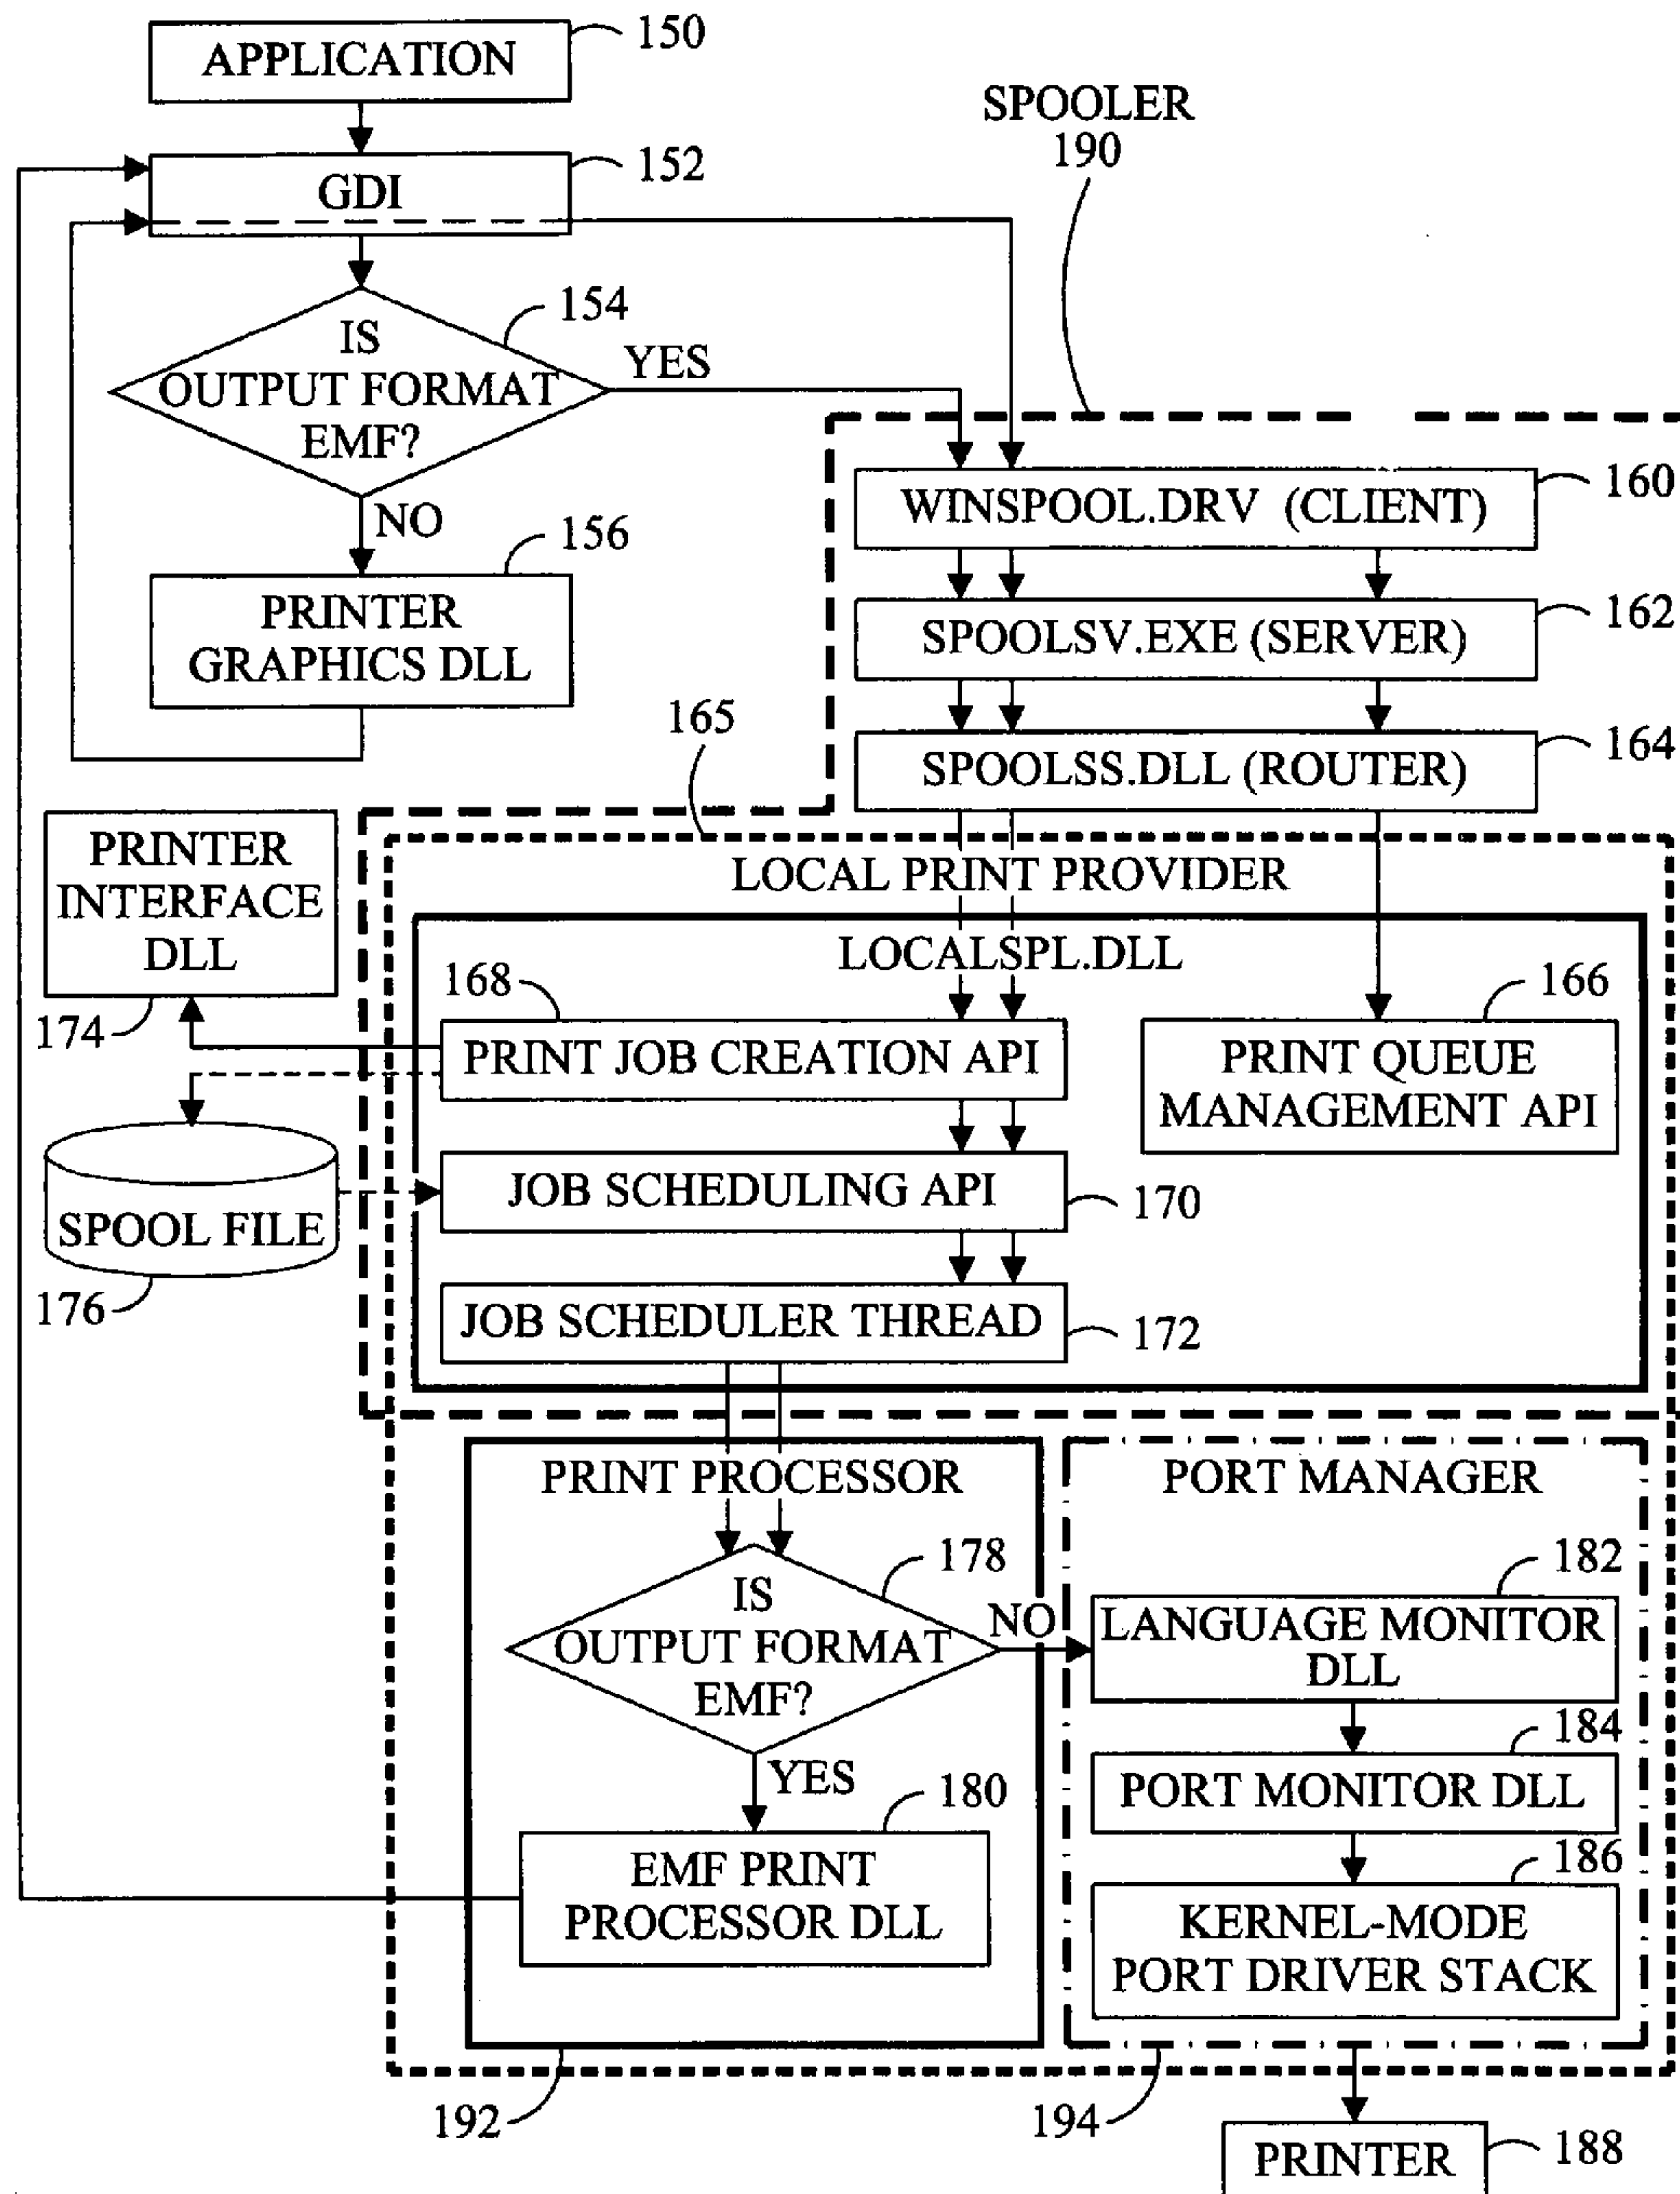 APPLICATION
150
GDI
152
SPOOLER
190
IS
OUTPUT FORMAT
EMF?
154
YES
NO
PRINTER
GRAPHICS DLL
156
WINSPOOL.DRV (CLIENT)
160
SPOOLSV.EXE (SERVER)
162
SPOOLSS.DLL (ROUTER)
164
165
LOCAL PRINT PROVIDER
PRINTER
INTERFACE
DLL
174
LOCALSPL.DLL
168
PRINT JOB CREATION API
166
PRINT QUEUE
MANAGEMENT API
SPOOL FILE
176
JOB SCHEDULING API
170
JOB SCHEDULER THREAD
172
PRINT PROCESSOR
IS
OUTPUT FORMAT
EMF?
178
NO
YES
EMF PRINT
PROCESSOR DLL
180
192
PORT MANAGER
182
LANGUAGE MONITOR
DLL
184
PORT MONITOR DLL
186
KERNEL-MODE
PORT DRIVER STACK
194
PRINTER
188